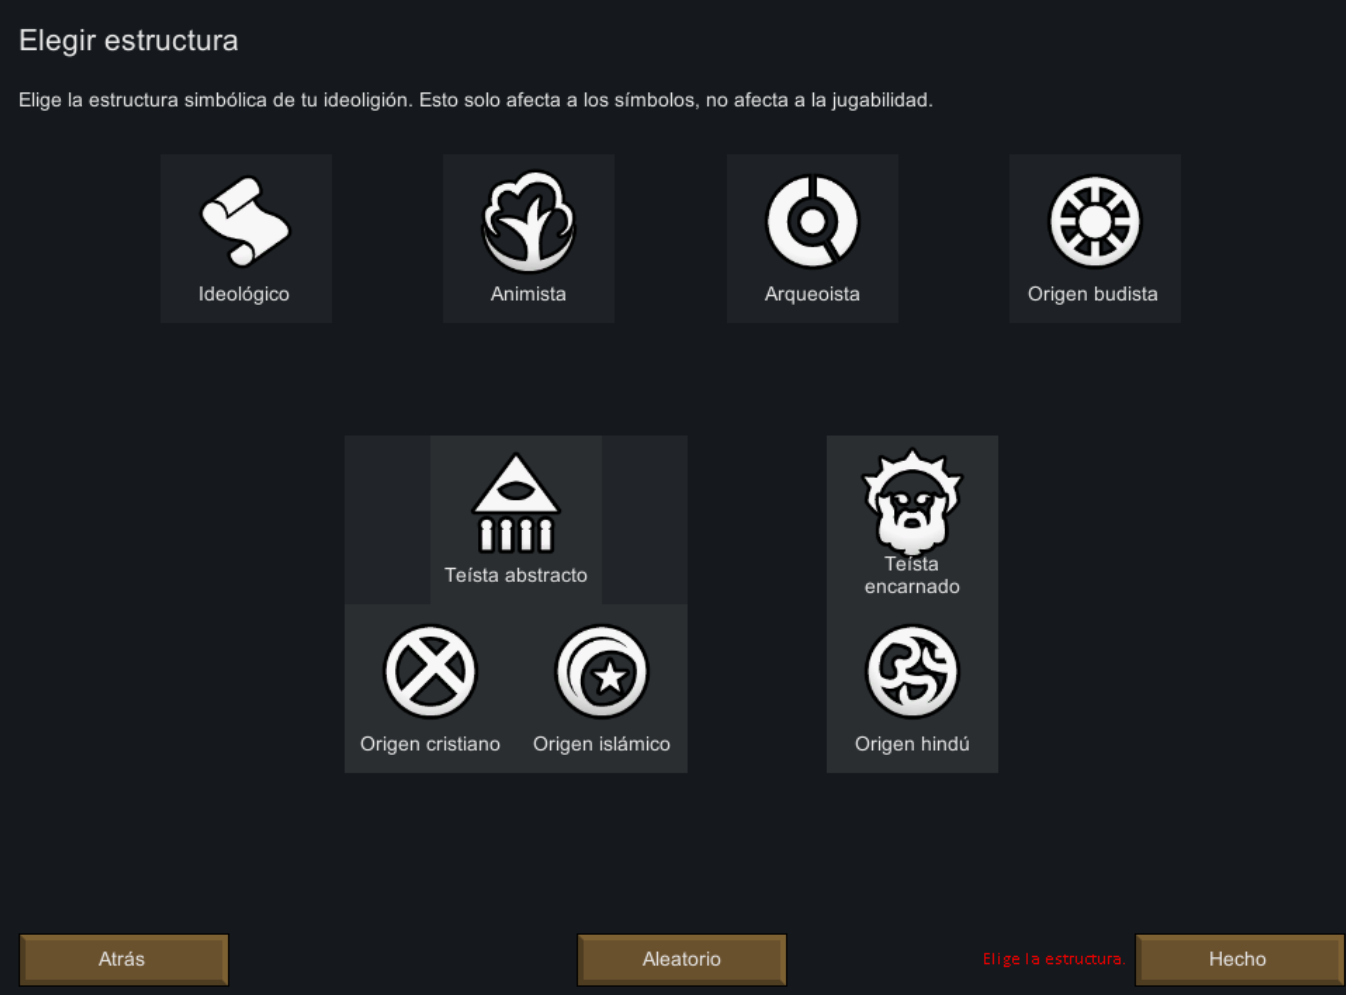 Elegir estructura
Elige la estructura simbólica de tu ideoligión. Esto solo afecta a los símbolos, no afecta a la jugabilidad.
Ideológico
Animista
Arqueoista
Origen budista
Teísta abstracto
Teísta
encarnado
Origen cristiano
Origen islámico
Origen hindú
Atrás
Aleatorio
Elige la estructura.
Hecho